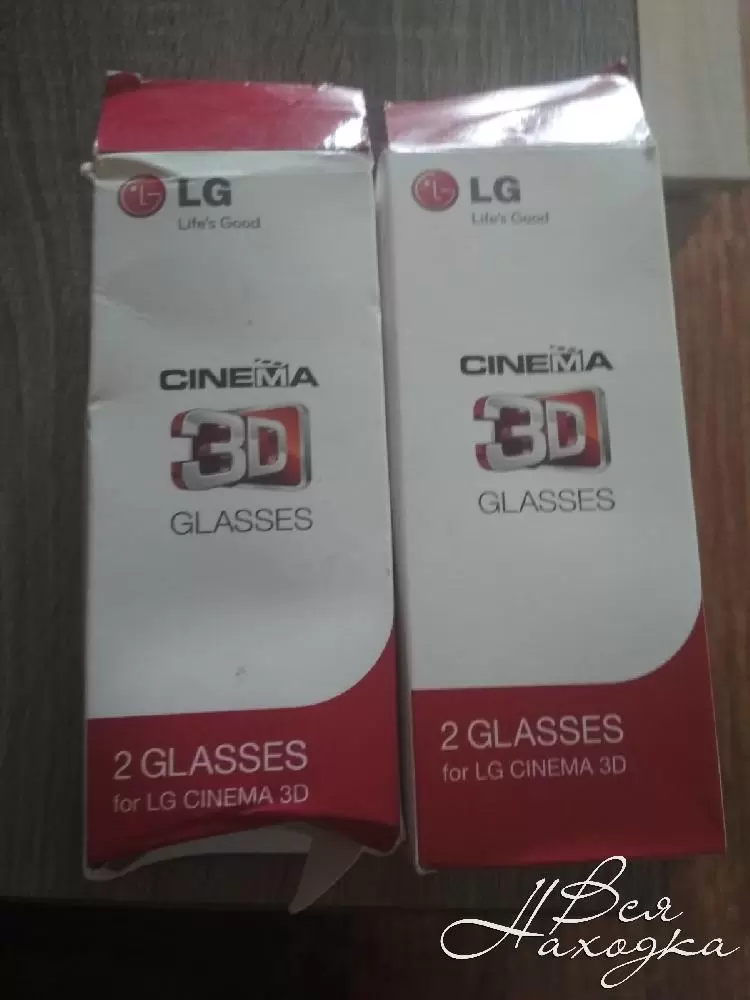 LG
Life's Good
CINEMA
3D
GLASSES
2 GLASSES
for LG CINEMA 3D
LG
Life's Good
CINEMA
3D
GLASSES
2 GLASSES
for LG CINEMA 3D
Вся
Находка